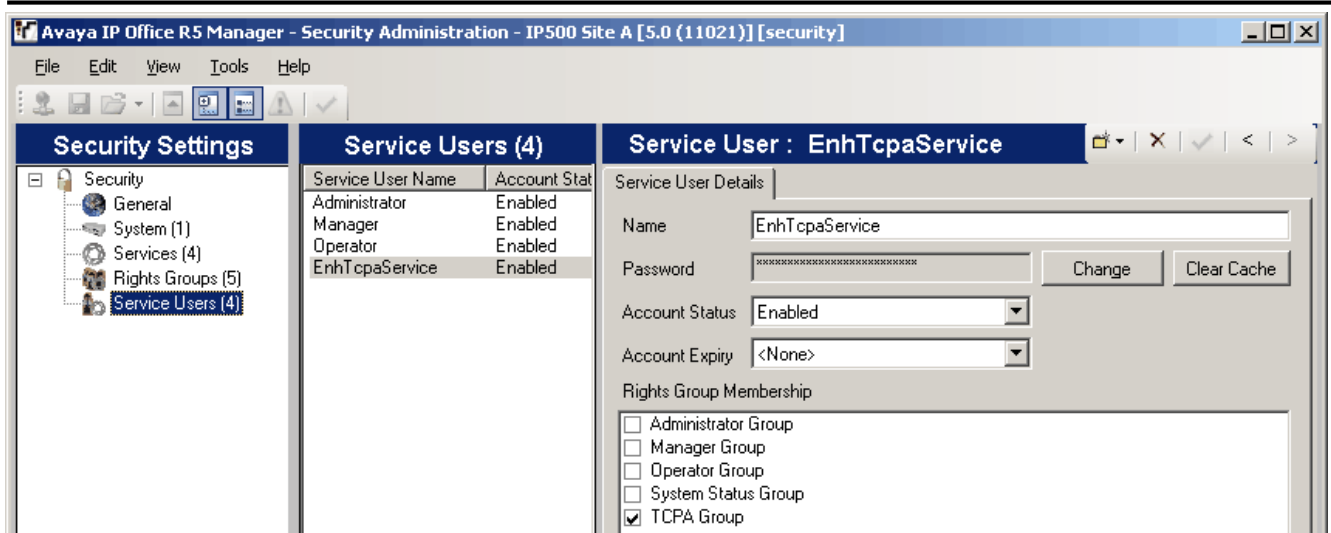 Avaya IP Office R5 Manager - Security Administration - IP500 Site A [5.0 (11021)] [security]
File Edit View Tools Help
Security Settings
Security
General
System (1)
Services (4)
Rights Groups (5)
Service Users (4)
Service Users (4)
Service User Name Account Stat
Administrator Enabled
Manager Enabled
Operator Enabled
EnhTcpaService Enabled
Service User : EnhTcpaService
Service User Details
Name EnhTcpaService
Password ************************** Change Clear Cache
Account Status Enabled
Account Expiry <None>
Rights Group Membership
Administrator Group
Manager Group
Operator Group
System Status Group
TCPA Group